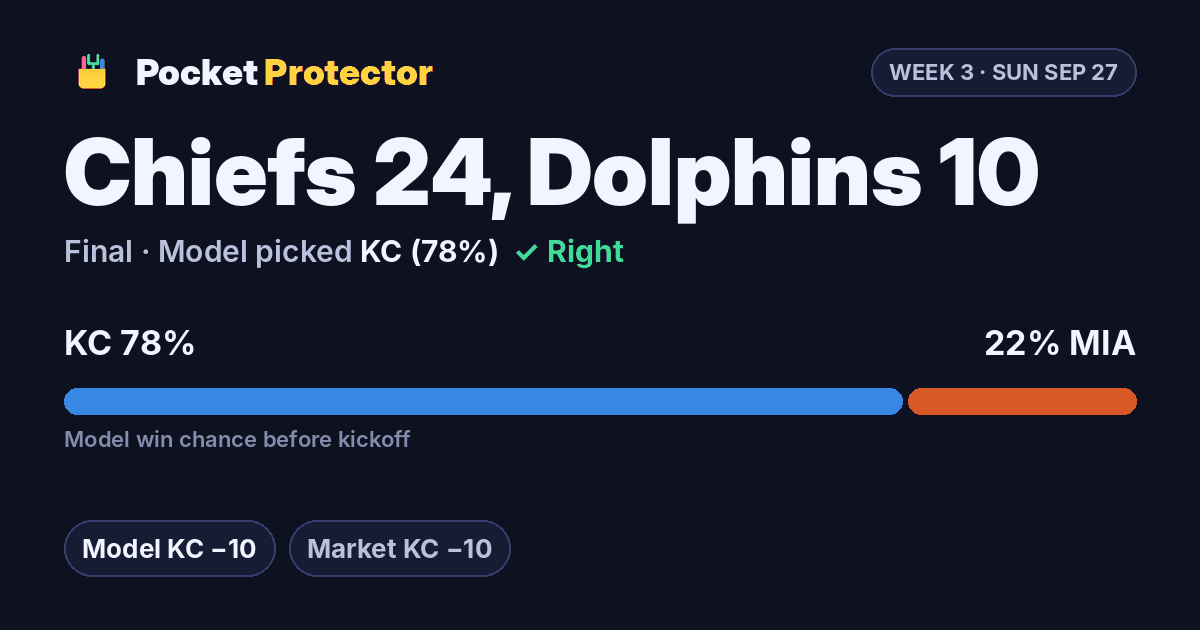 Pocket Protector
WEEK 3 · SUN SEP 27
Chiefs 24, Dolphins 10
Final · Model picked KC (78%) ✓ Right
KC 78%
22% MIA
Model win chance before kickoff
Model KC −10
Market KC −10